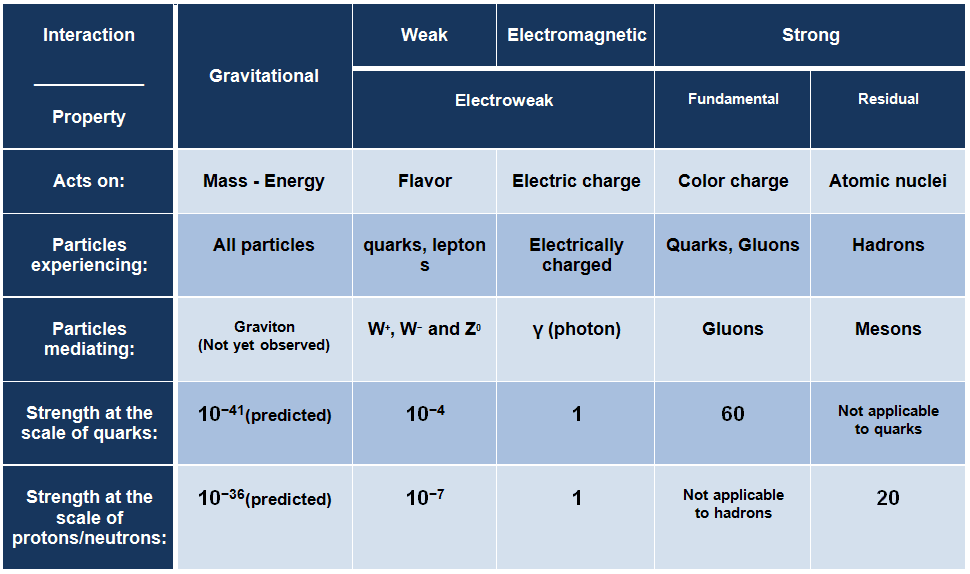 Interaction
Property
Gravitational
Weak
Electromagnetic
Strong
Electroweak
Fundamental
Residual
Acts on:
Mass - Energy
Flavor
Electric charge
Color charge
Atomic nuclei
Particles
experiencing:
All particles
quarks, lepton
s
Electrically
charged
Quarks, Gluons
Hadrons
Particles
mediating:
Graviton
(Not yet observed)
W⁺, W⁻ and Z⁰
γ (photon)
Gluons
Mesons
Strength at the
scale of quarks:
10⁻⁴¹(predicted)
10⁻⁴
1
60
Not applicable
to quarks
Strength at the
scale of
protons/neutrons:
10⁻³⁶(predicted)
10⁻⁷
1
Not applicable
to hadrons
20